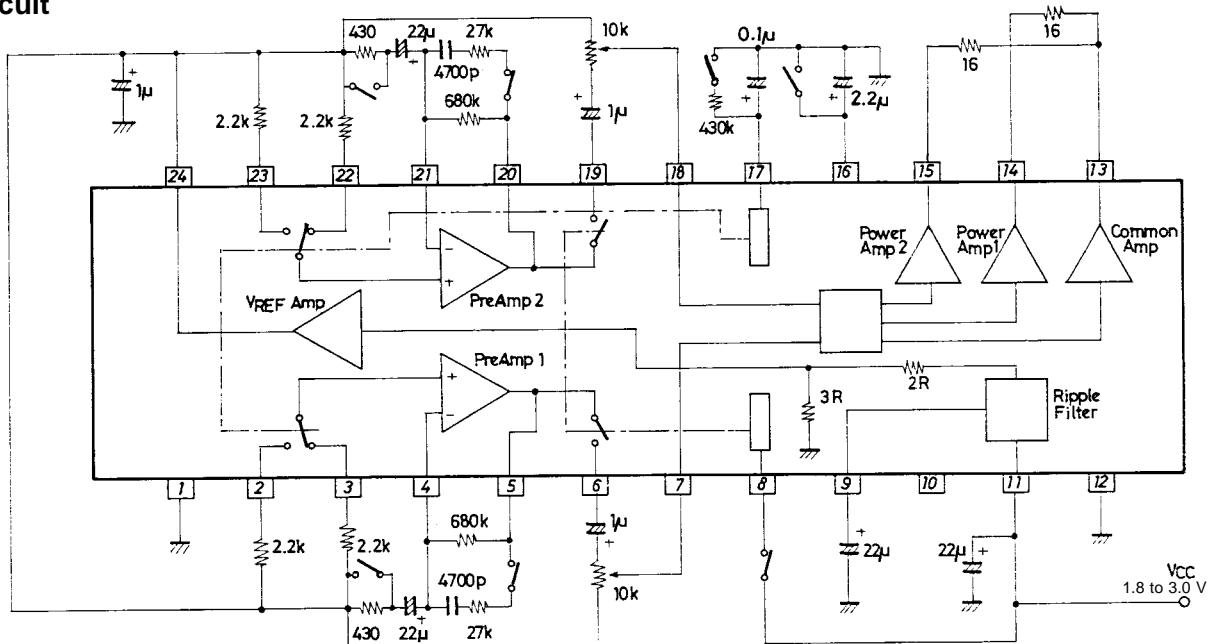 cuit
430
22μ
27k
10k
0.1μ
16
16
+
1μ
+
4700p
680k
+
1μ
+
430k
+
2.2μ
2.2k
2.2k
24
23
22
21
20
19
18
17
16
15
14
13
Power
Amp 2
Power
Amp1
Common
Amp
−
+
PreAmp 2
VREF Amp
PreAmp 1
+
−
3R
2R
Ripple
Filter
1
2
3
4
5
6
7
8
9
10
11
12
2.2k
2.2k
680k
4700p
1μ
+
10k
+
22μ
22μ
+
VCC
1.8 to 3.0 V
430
22μ
+
27k